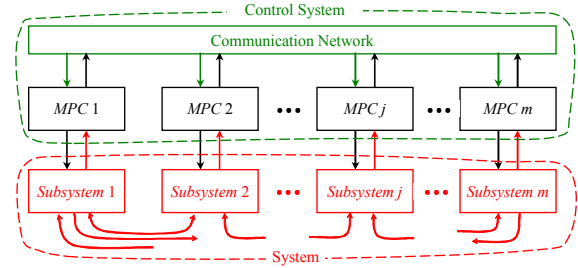 Control System
Communication Network
MPC 1
MPC 2
•••
MPC j
•••
MPC m
Subsystem 1
Subsystem 2
•••
Subsystem j
•••
Subsystem m
System